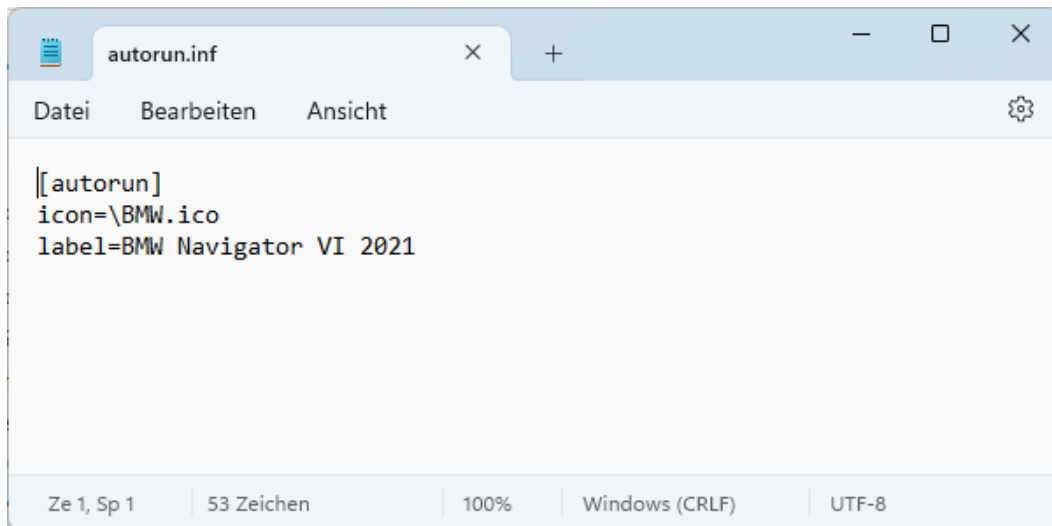 autorun.inf
Datei Bearbeiten Ansicht
[autorun]
icon=\BMW.ico
label=BMW Navigator VI 2021
Ze 1, Sp 1 53 Zeichen 100% Windows (CRLF) UTF-8